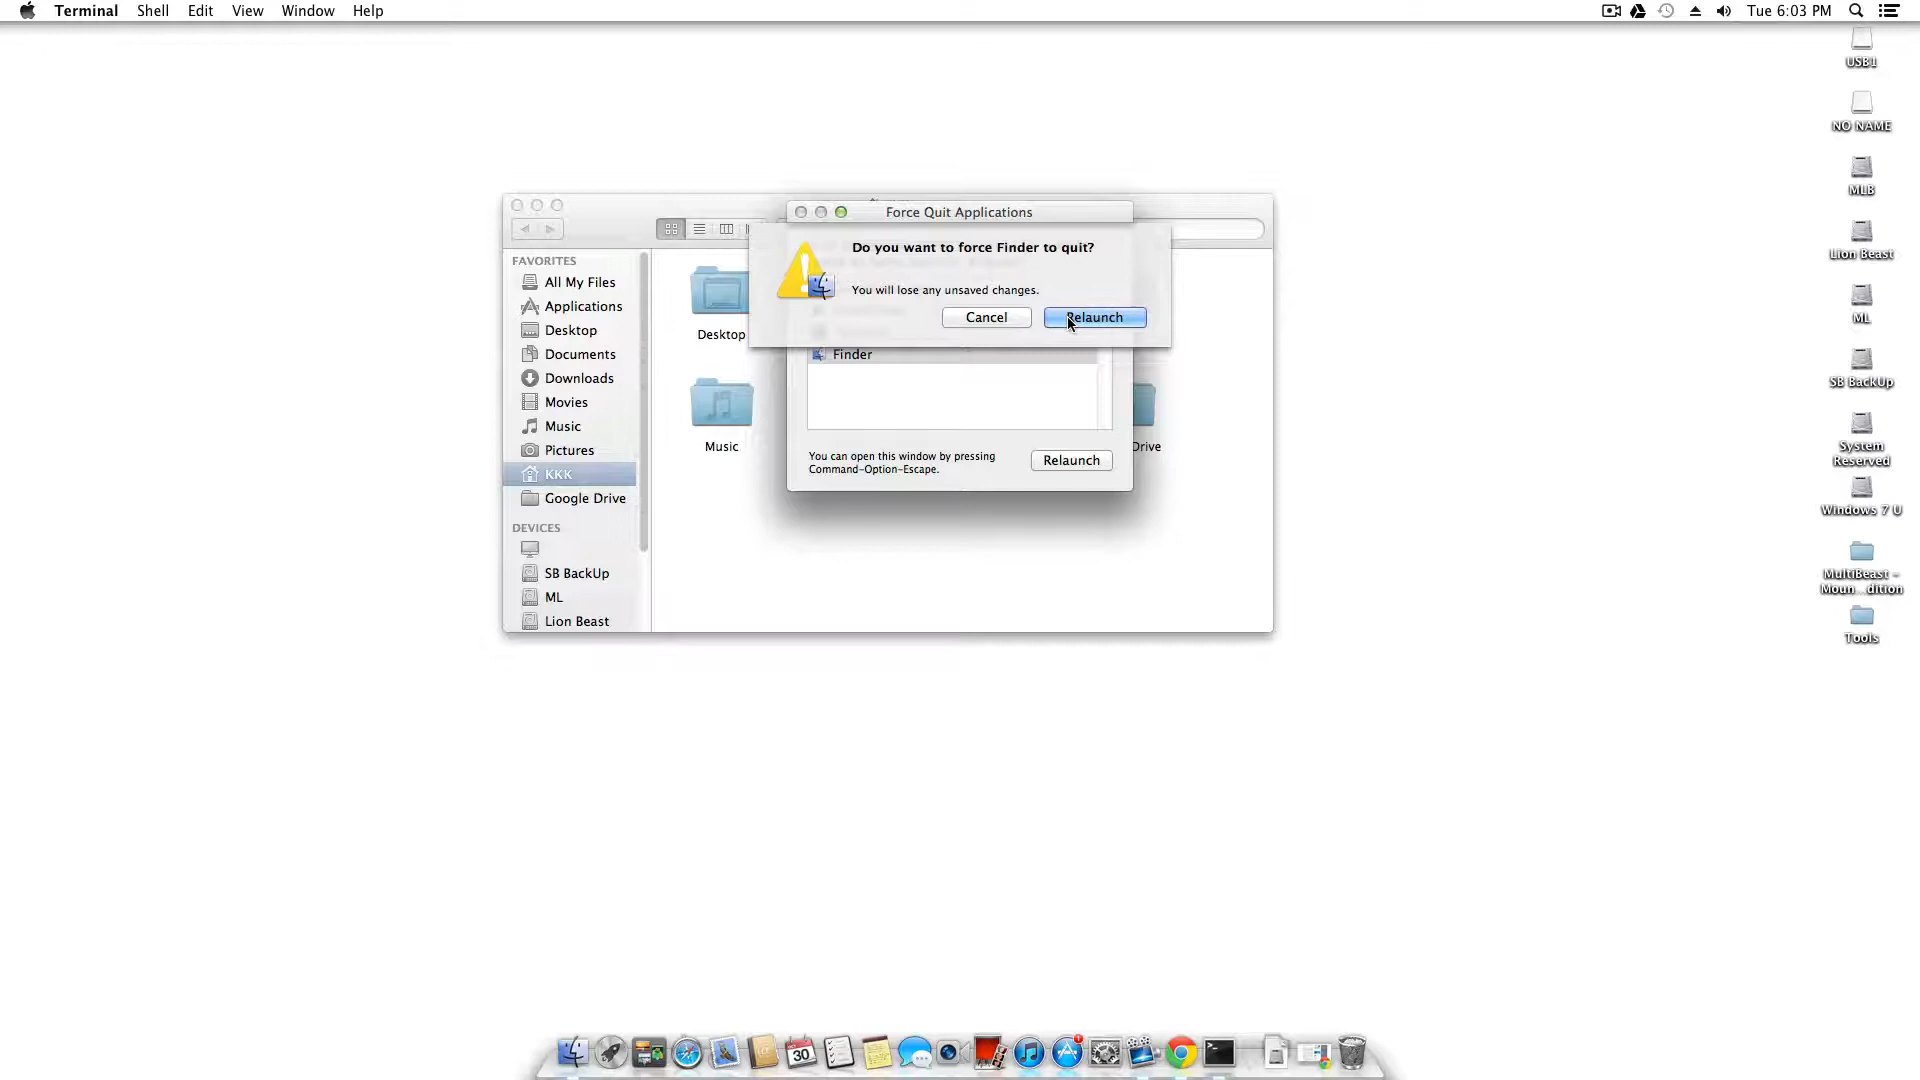 Terminal Shell Edit View Window Help
Tue 6:03 PM
USB1
NO NAME
MLB
Lion Beast
ML
SB BackUp
System
Reserved
Windows 7 U
MultiBeast -
Moun...dition
Tools
Force Quit Applications
Do you want to force Finder to quit?
You will lose any unsaved changes.
Cancel
Relaunch
Finder
You can open this window by pressing
Command-Option-Escape.
Relaunch
FAVORITES
All My Files
Applications
Desktop
Documents
Downloads
Movies
Music
Pictures
KKK
Google Drive
DEVICES
SB BackUp
ML
Lion Beast
Desktop
Music
Drive
OCT
30
1